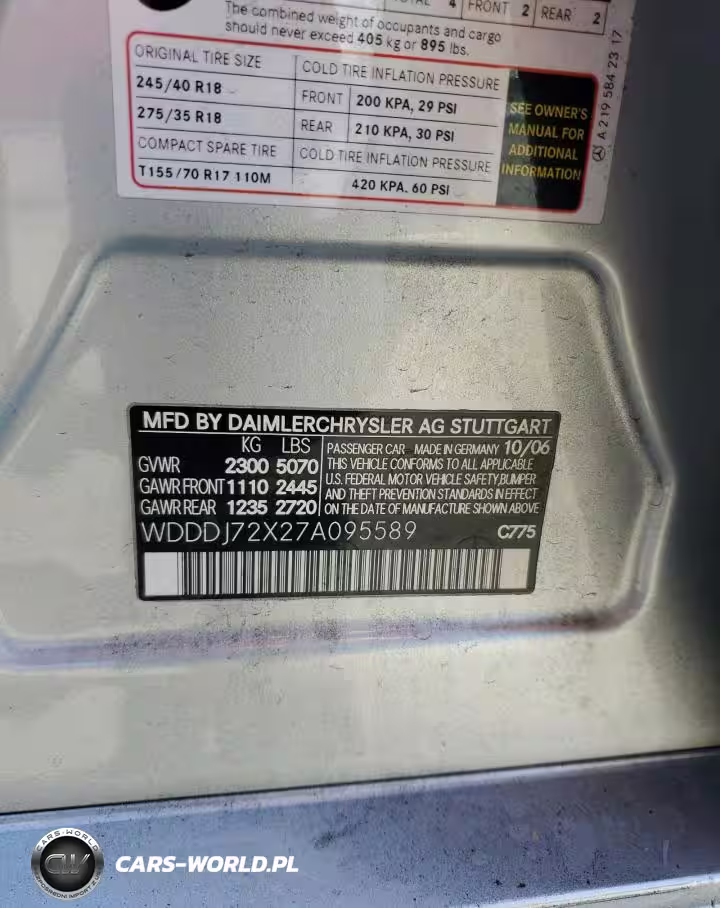 4 FRONT 2 REAR 2
The combined weight of occupants and cargo
should never exceed 405 kg or 895 lbs.
ORIGINAL TIRE SIZE COLD TIRE INFLATION PRESSURE
245/40 R18 FRONT 200 KPA, 29 PSI
275/35 R18 REAR 210 KPA, 30 PSI
COMPACT SPARE TIRE COLD TIRE INFLATION PRESSURE
T155/70 R17 110M 420 KPA. 60 PSI
SEE OWNER'S
MANUAL FOR
ADDITIONAL
INFORMATION
A 219 584 23 17
MFD BY DAIMLERCHRYSLER AG STUTTGART
KG LBS
GVWR 2300 5070
GAWR FRONT 1110 2445
GAWR REAR 1235 2720
PASSENGER CAR MADE IN GERMANY 10/06
THIS VEHICLE CONFORMS TO ALL APPLICABLE
U.S. FEDERAL MOTOR VEHICLE SAFETY,BUMPER
AND THEFT PREVENTION STANDARDS IN EFFECT
ON THE DATE OF MANUFACTURE SHOWN ABOVE
WDDDJ72X27A095589 C775
CARS-WORLD
CW
CARS-WORLD.PL